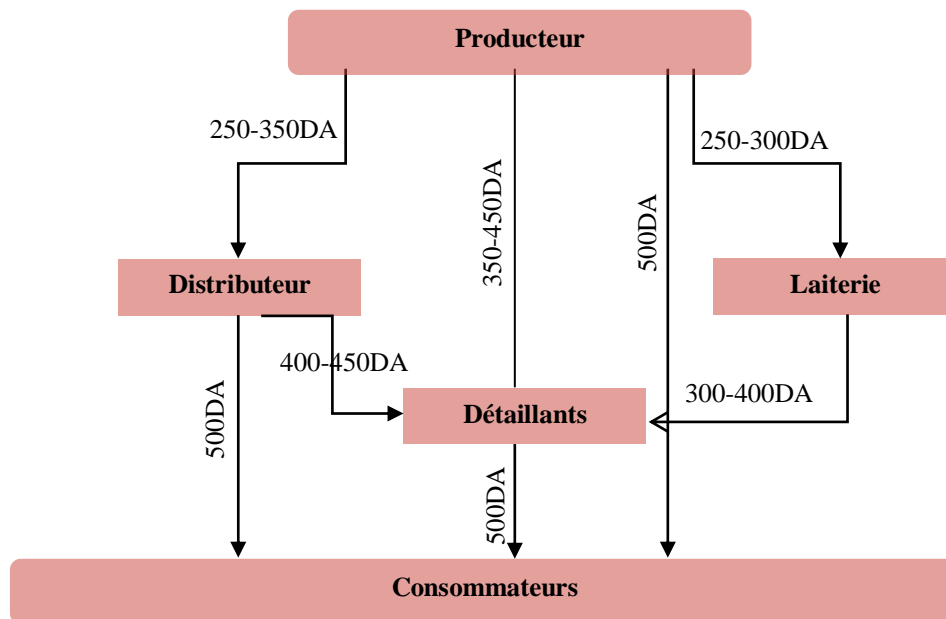 Producteur
250-350DA
350-450DA
500DA
250-300DA
Distributeur
Laiterie
500DA
400-450DA
Détaillants
300-400DA
500DA
Consommateurs